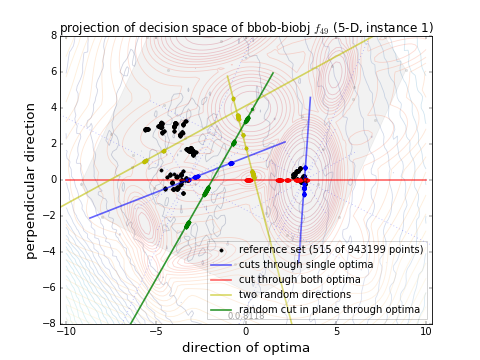 projection of decision space of bbob-biobj f₄₉ (5-D, instance 1)
perpendicular direction
8
6
4
2
0
−2
−4
−6
−8
reference set (515 of 943199 points)
cuts through single optima
cut through both optima
two random directions
random cut in plane through optima
−10
−5
0
5
10
direction of optima